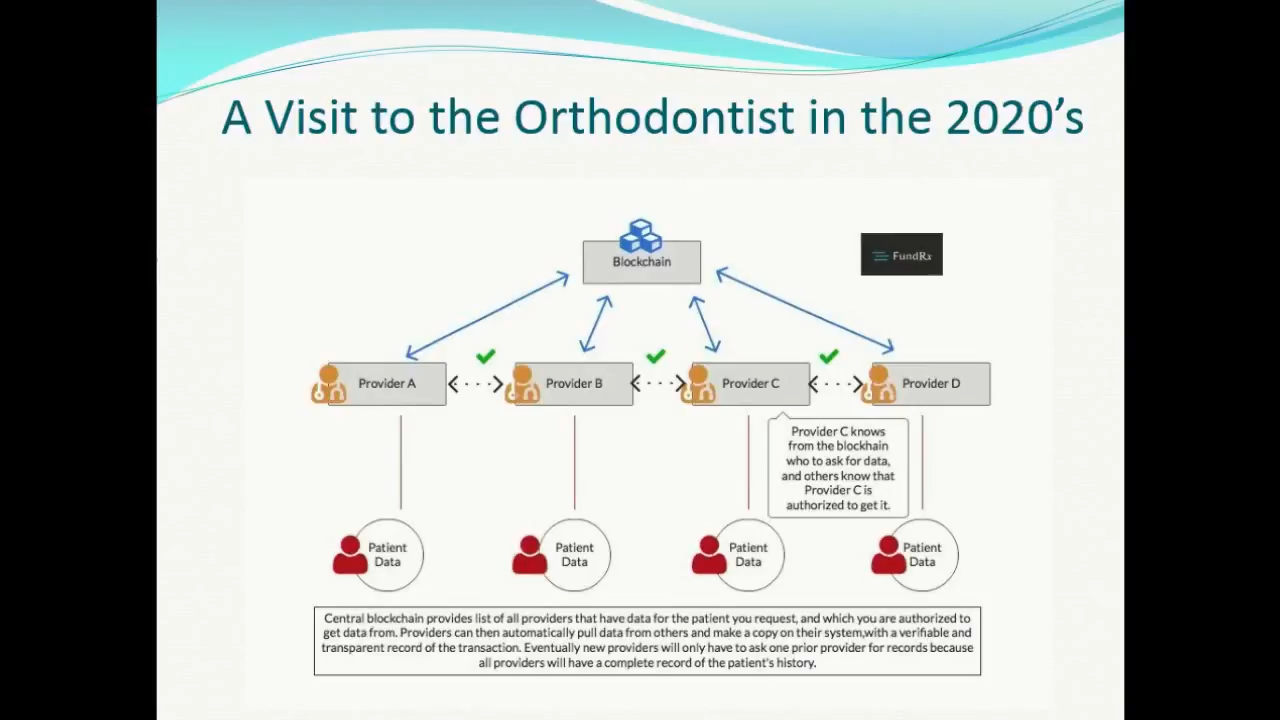 A Visit to the Orthodontist in the 2020's
Blockchain
FundRx
Provider A
Provider B
Provider C
Provider D
Provider C knows
from the blockhain
who to ask for data,
and others know that
Provider C is
authorized to get it.
Patient
Data
Patient
Data
Patient
Data
Patient
Data
Central blockchain provides list of all providers that have data for the patient you request, and which you are authorized to
get data from. Providers can then automatically pull data from others and make a copy on their system,with a verifiable and
transparent record of the transaction. Eventually new providers will only have to ask one prior provider for records because
all providers will have a complete record of the patient's history.